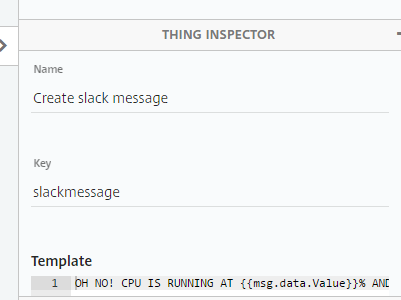 THING INSPECTOR
Name
Create slack message
Key
slackmessage
Template
1 OH NO! CPU IS RUNNING AT {{msg.data.Value}}% AND